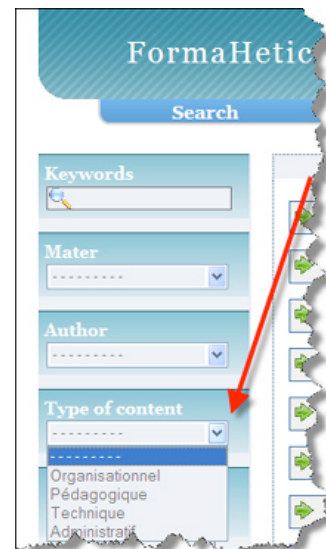 FormaHetic
Search
Keywords
Mater
---------
Author
---------
Type of content
---------
---------
Organisationnel
Pédagogique
Technique
Administratif